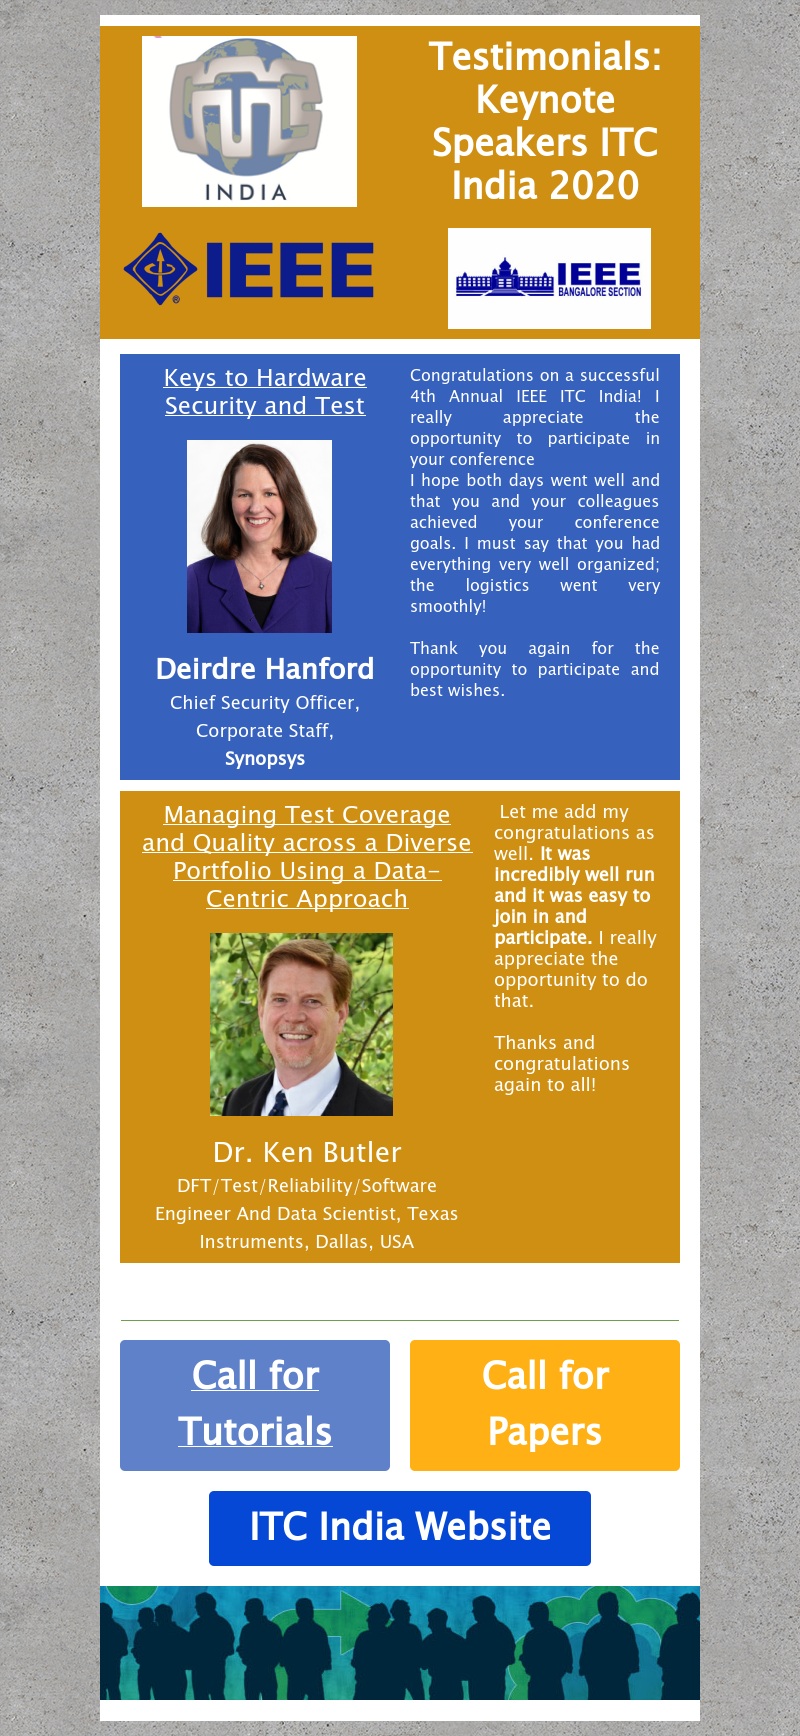 INDIA
Testimonials:
Keynote
Speakers ITC
India 2020
IEEE
®
IEEE
BANGALORE SECTION
Keys to Hardware
Security and Test
Deirdre Hanford
Chief Security Officer,
Corporate Staff,
Synopsys
Congratulations on a successful
4th Annual IEEE ITC India! I
really appreciate the
opportunity to participate in
your conference
I hope both days went well and
that you and your colleagues
achieved your conference
goals. I must say that you had
everything very well organized;
the logistics went very
smoothly!
Thank you again for the
opportunity to participate and
best wishes.
Managing Test Coverage
and Quality across a Diverse
Portfolio Using a Data-
Centric Approach
Dr. Ken Butler
DFT/Test/Reliability/Software
Engineer And Data Scientist, Texas
Instruments, Dallas, USA
Let me add my
congratulations as
well. It was
incredibly well run
and it was easy to
join in and
participate. I really
appreciate the
opportunity to do
that.
Thanks and
congratulations
again to all!
Call for
Tutorials
Call for
Papers
ITC India Website